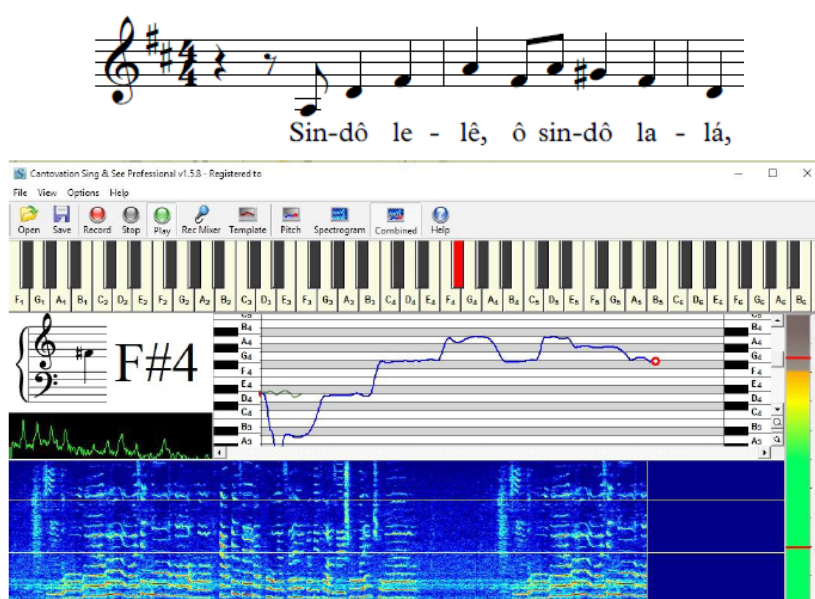 4
4
Sin-dô le - lê, ô sin-dô la - lá,
Cantovation Sing & See Professional v1.5.8 - Registered to
File View Options Help
Open Save Record Stop Play Rec Mixer Template Pitch Spectrogram Combined Help
F1 G1 A1 B1 C2 D2 E2 F2 G2 A2 B2 C3 D3 E3 F3 G3 A3 B3 C4 D4 E4 F4 G4 A4 B4 C5 D5 E5 F5 G5 A5 B5 C6 D6 E6 F6 G6 A6 B6
F#4
C5 C5
B4 B4
A4 A4
G4 G4
F4 F4
E4 E4
D4 D4
C4 C4
B3 B3
A3 A3